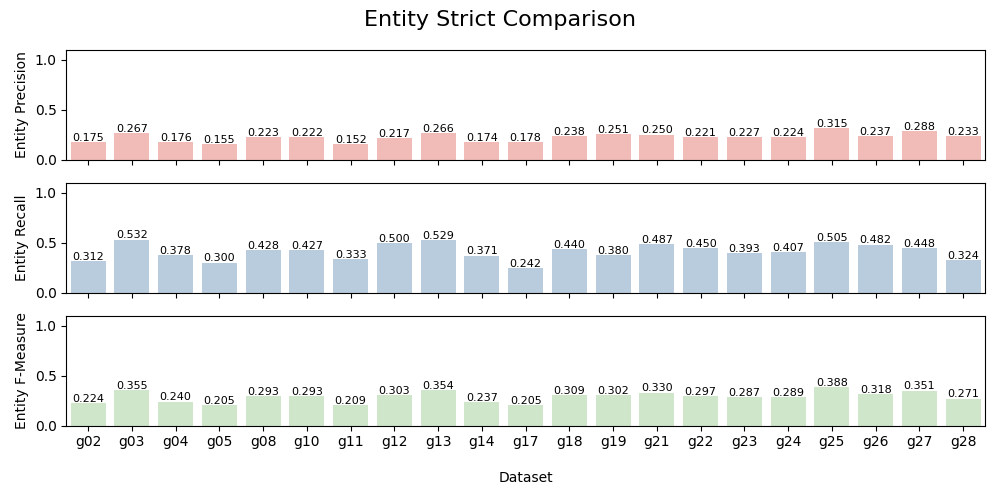 Entity Strict Comparison
Entity Precision
1.0
0.5
0.0
0.175 0.267 0.176 0.155 0.223 0.222 0.152 0.217 0.266 0.174 0.178 0.238 0.251 0.250 0.221 0.227 0.224 0.315 0.237 0.288 0.233
Entity Recall
1.0
0.5
0.0
0.312 0.532 0.378 0.300 0.428 0.427 0.333 0.500 0.529 0.371 0.242 0.440 0.380 0.487 0.450 0.393 0.407 0.505 0.482 0.448 0.324
Entity F-Measure
1.0
0.5
0.0
0.224 0.355 0.240 0.205 0.293 0.293 0.209 0.303 0.354 0.237 0.205 0.309 0.302 0.330 0.297 0.287 0.289 0.388 0.318 0.351 0.271
g02 g03 g04 g05 g08 g10 g11 g12 g13 g14 g17 g18 g19 g21 g22 g23 g24 g25 g26 g27 g28
Dataset